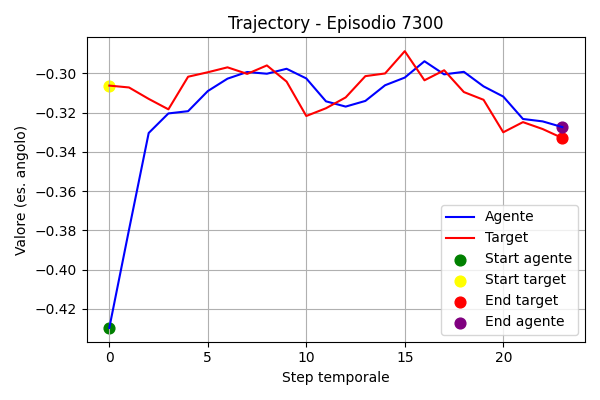 Trajectory - Episodio 7300
Valore (es. angolo)
−0.30
−0.32
−0.34
−0.36
−0.38
−0.40
−0.42
Agente
Target
Start agente
Start target
End target
End agente
0
5
10
15
20
Step temporale